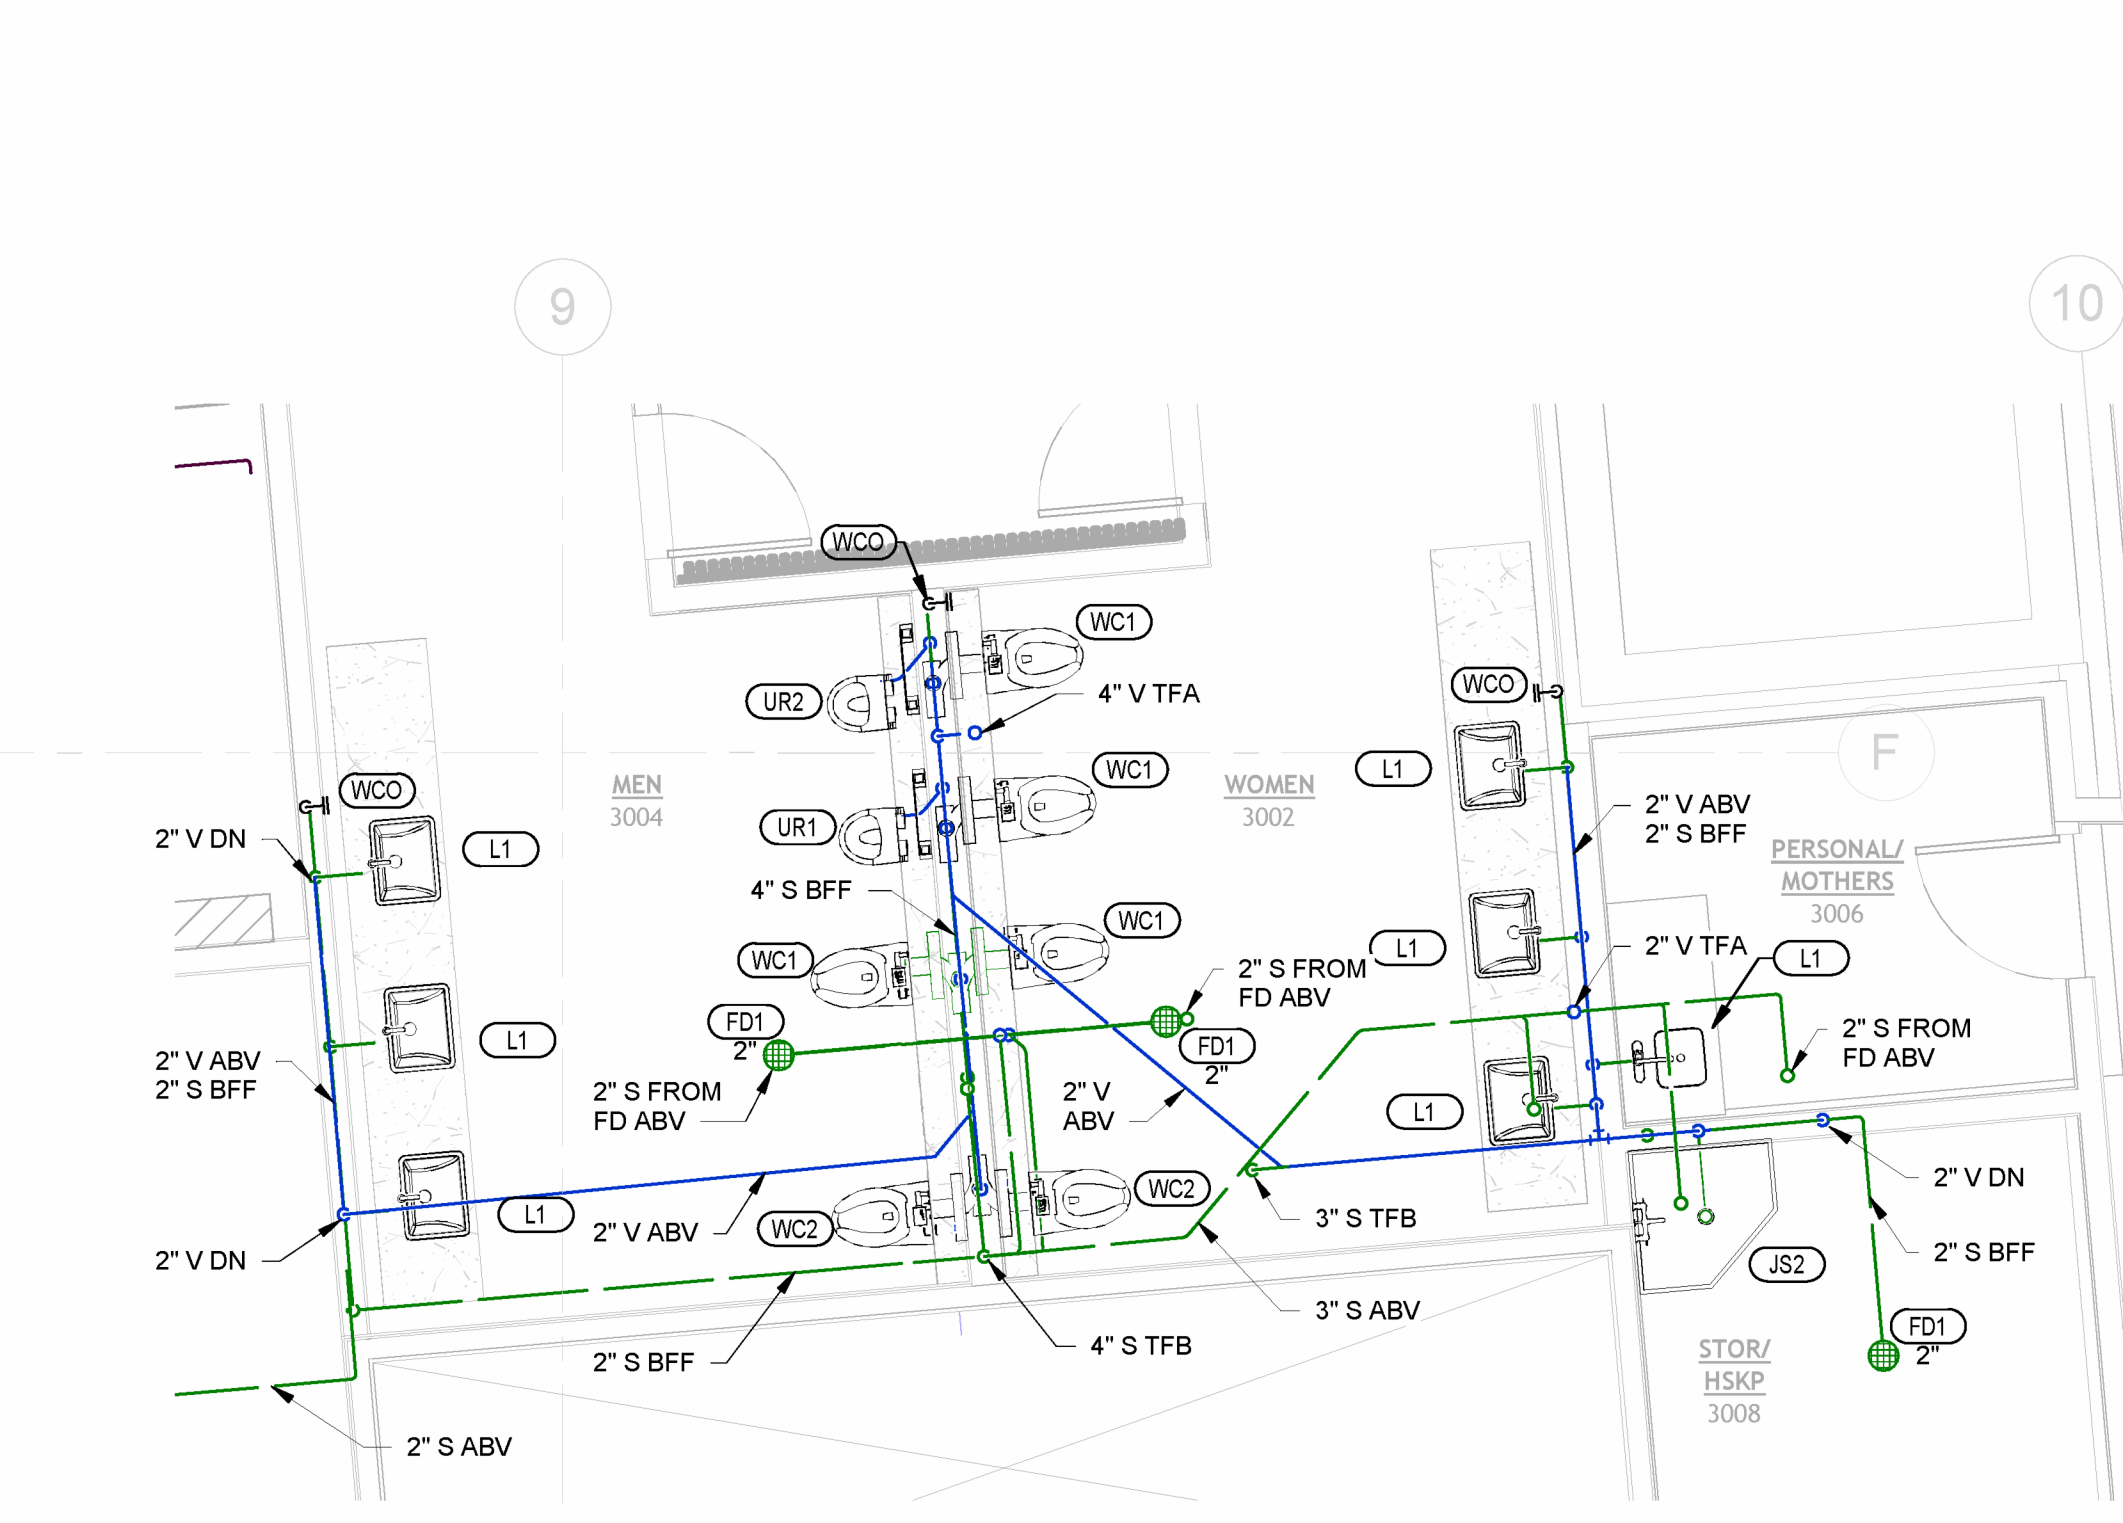 9
10
WCO
WC1
UR2
4" V TFA
WCO
WC1
L1
MEN
3004
WOMEN
3002
F
WCO
2" V ABV
2" S BFF
UR1
2" V DN
L1
PERSONAL/
MOTHERS
3006
4" S BFF
WC1
L1
2" V TFA
L1
WC1
2" S FROM
FD ABV
FD1
2"
L1
FD1
2"
2" S FROM
FD ABV
2" V ABV
2" S BFF
2" S FROM
FD ABV
2" V
ABV
L1
WC2
2" V DN
L1
3" S TFB
WC2
2" V ABV
2" V DN
2" S BFF
JS2
3" S ABV
FD1
2"
4" S TFB
2" S BFF
STOR/
HSKP
3008
2" S ABV